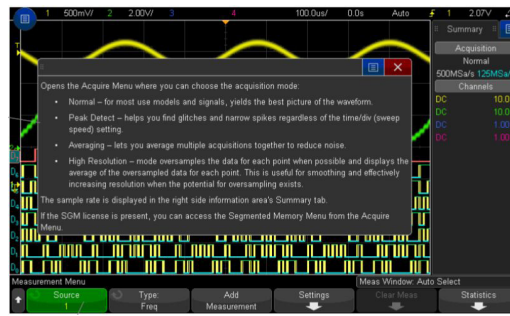 1 500mV/ 2 2.00V/ 3 4 100.0us/ 0.0s Auto 1 2.07V
Summary
Acquisition
Normal
500MSa/s 125MSa/s
Channels
DC 10.0
DC 10.0
DC 1.00
DC 1.00
Opens the Acquire Menu where you can choose the acquisition mode:
• Normal – for most use models and signals, yields the best picture of the waveform.
• Peak Detect – helps you find glitches and narrow spikes regardless of the time/div (sweep
speed) setting.
• Averaging – lets you average multiple acquisitions together to reduce noise.
• High Resolution – mode oversamples the data for each point when possible and displays the
average of the oversampled data for each point. This is useful for smoothing and effectively
increasing resolution when the potential for oversampling exists.
The sample rate is displayed in the right side information area's Summary tab.
If the SGM license is present, you can access the Segmented Memory Menu from the Acquire
Menu.
Measurement Menu
Meas Window: Auto Select
Source
1
Type:
Freq
Add
Measurement
Settings
Clear Meas
Statistics